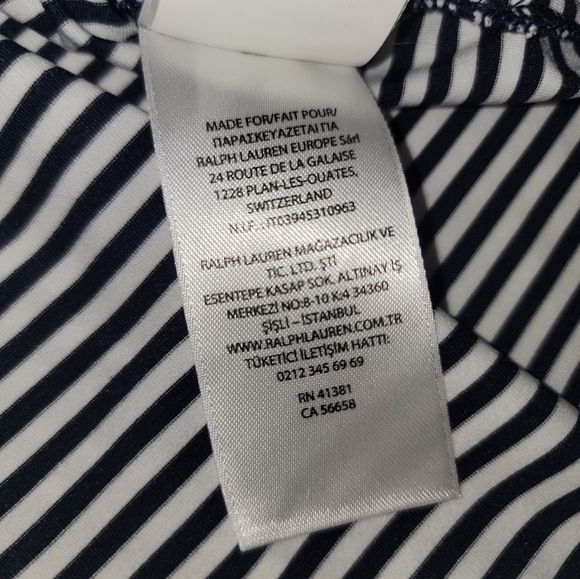 MADE FOR/FAIT POUR/
ΠΑΡΑΣΚΕΥΑΖΕΤΑΙ ΓΙΑ
RALPH LAUREN EUROPE Sàrl
24 ROUTE DE LA GALAISE
1228 PLAN-LES-OUATES,
SWITZERLAND
N.I.F.: IT03945310963
RALPH LAUREN MAĞAZACILIK VE
TIC. LTD. ŞTİ
ESENTEPE KASAP SOK. ALTINAY İŞ
MERKEZİ NO:8-10 K:4 34360
ŞİŞLİ – İSTANBUL
WWW.RALPHLAUREN.COM.TR
TÜKETİCİ İLETİŞİM HATTI:
0212 345 69 69
RN 41381
CA 56658